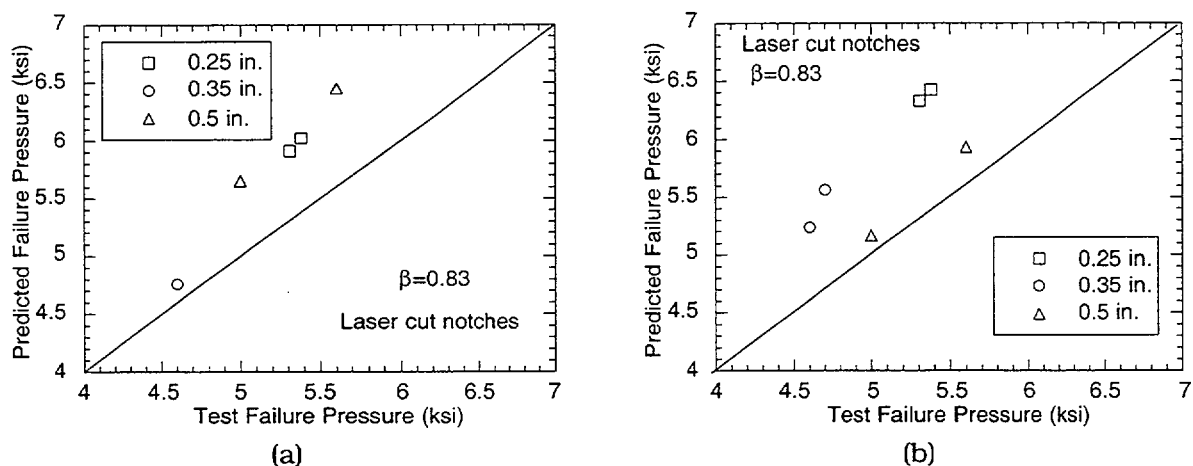 7
6.5
6
5.5
5
4.5
4
Predicted Failure Pressure (ksi)
0.25 in.
0.35 in.
0.5 in.
β=0.83
Laser cut notches
4 4.5 5 5.5 6 6.5 7
Test Failure Pressure (ksi)
(a)
7
6.5
6
5.5
5
4.5
4
Predicted Failure Pressure (ksi)
Laser cut notches
β=0.83
0.25 in.
0.35 in.
0.5 in.
4 4.5 5 5.5 6 6.5 7
Test Failure Pressure (ksi)
(b)